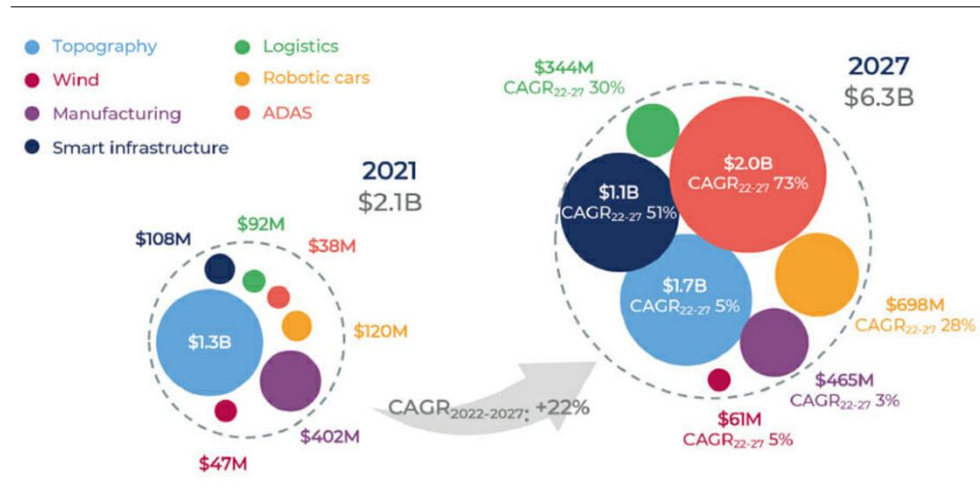 Topography
Wind
Manufacturing
Smart infrastructure
Logistics
Robotic cars
ADAS
2021
$2.1B
$108M
$92M
$38M
$1.3B
$120M
$402M
$47M
CAGR2022-2027: +22%
2027
$6.3B
$344M
CAGR22-27 30%
$2.0B
CAGR22-27 73%
$1.1B
CAGR22-27 51%
$1.7B
CAGR22-27 5%
$698M
CAGR22-27 28%
$465M
CAGR22-27 3%
$61M
CAGR22-27 5%